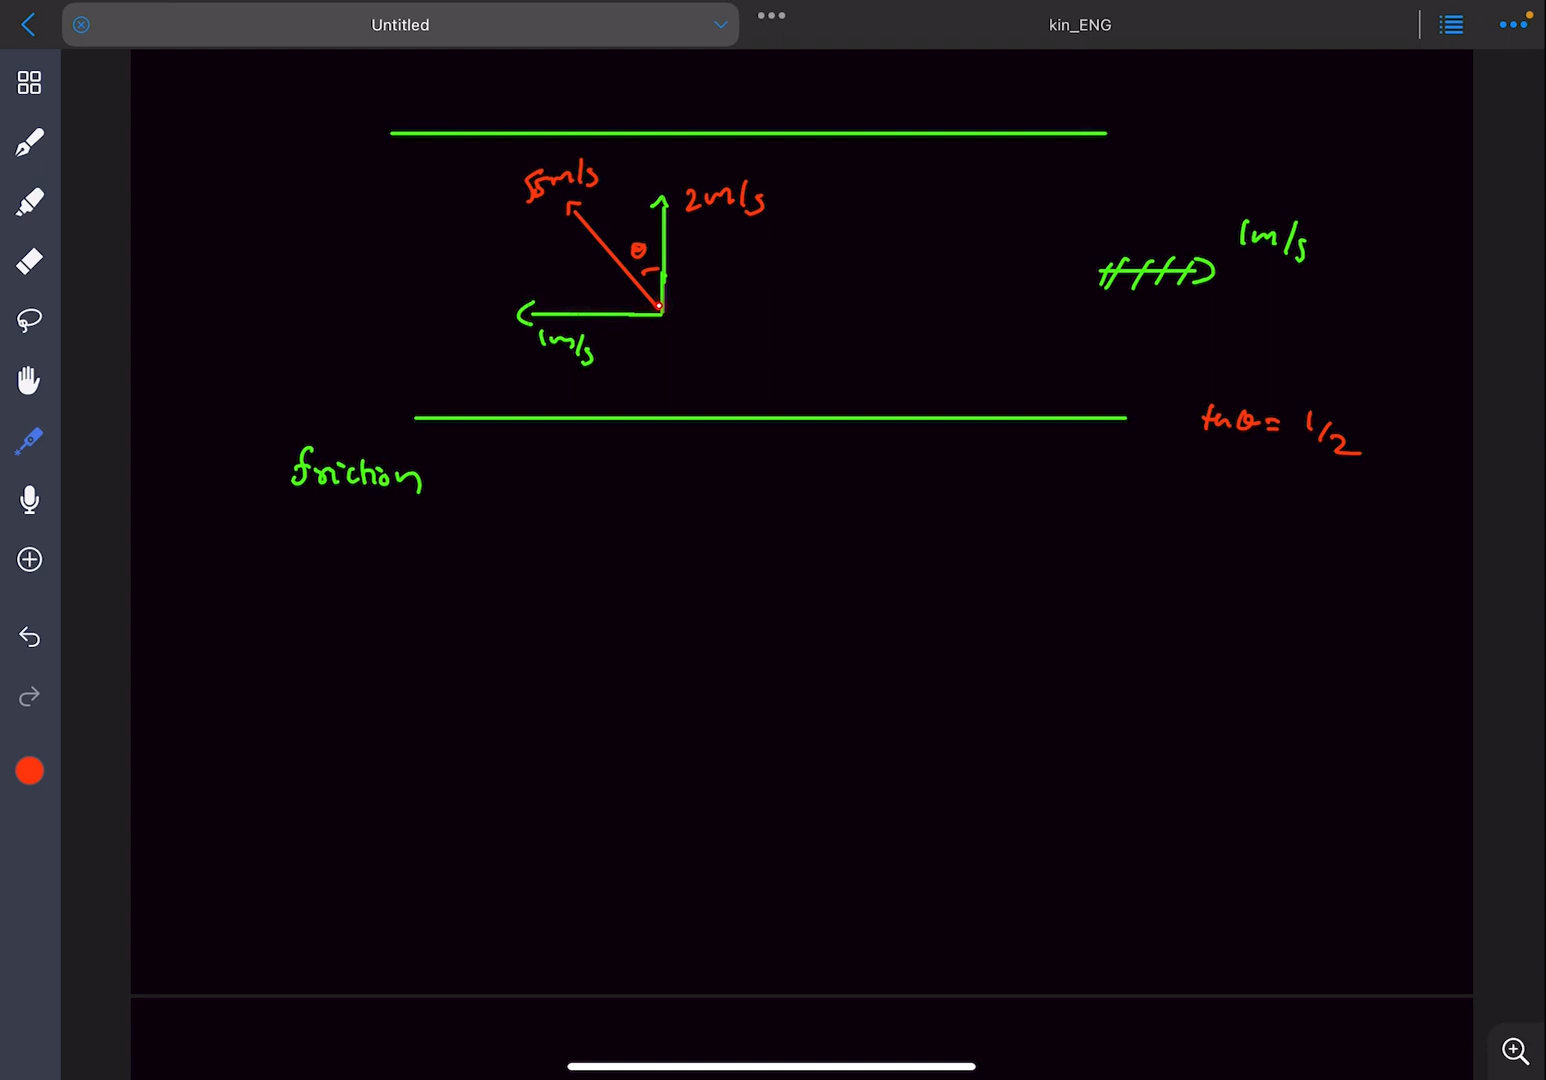 Untitled
kin_ENG
√5m/s
2m/s
θ
1m/s
1m/s
tanθ= 1/2
friction